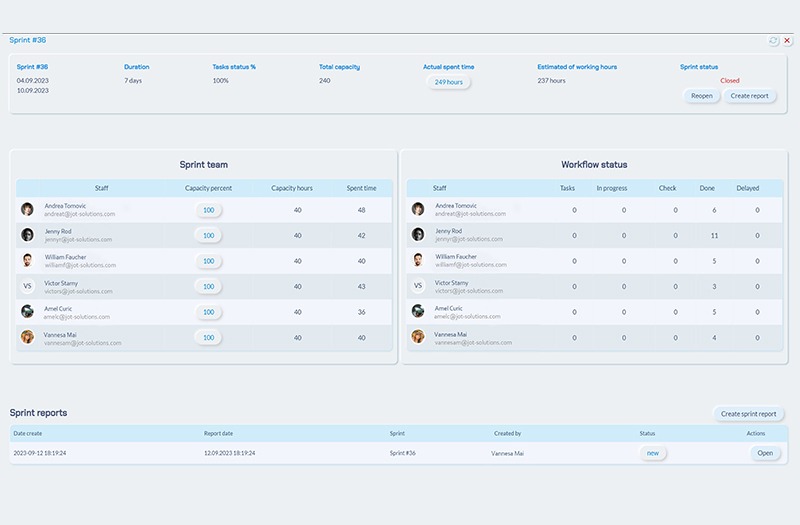 Sprint #36
Sprint #36 Duration Tasks status % Total capacity Actual spent time Estimated of working hours Sprint status
04.09.2023 7 days 100% 240 249 hours 237 hours Closed
10.09.2023
Reopen Create report
Sprint team
Staff Capacity percent Capacity hours Spent time
Andrea Tomovic
andreat@jot-solutions.com
100 40 48
Jenny Rod
jennyr@jot-solutions.com
100 40 42
William Faucher
williamf@jot-solutions.com
100 40 40
VS Victor Starny
victors@jot-solutions.com
100 40 43
Amel Curic
amelc@jot-solutions.com
100 40 36
Vannesa Mai
vannesam@jot-solutions.com
100 40 40
Workflow status
Staff Tasks In progress Check Done Delayed
Andrea Tomovic
andreat@jot-solutions.com
0 0 0 6 0
Jenny Rod
jennyr@jot-solutions.com
0 0 0 11 0
William Faucher
williamf@jot-solutions.com
0 0 0 5 0
VS Victor Starny
victors@jot-solutions.com
0 0 0 3 0
Amel Curic
amelc@jot-solutions.com
0 0 0 5 0
Vannesa Mai
vannesam@jot-solutions.com
0 0 0 4 0
Sprint reports
Create sprint report
Date create Report date Sprint Created by Status Actions
2023-09-12 18:19:24 12.09.2023 18:19:24 Sprint #36 Vannesa Mai new Open